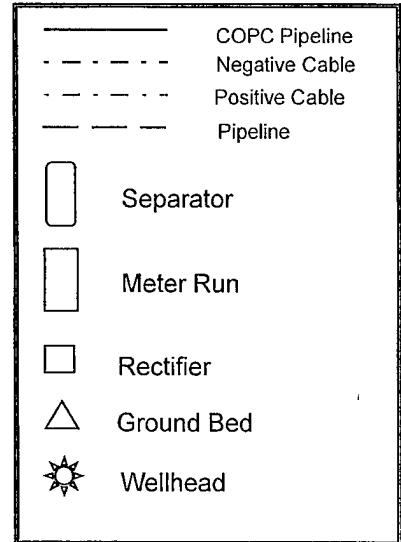 COPC Pipeline
Negative Cable
Positive Cable
Pipeline
Separator
Meter Run
Rectifier
Ground Bed
Wellhead